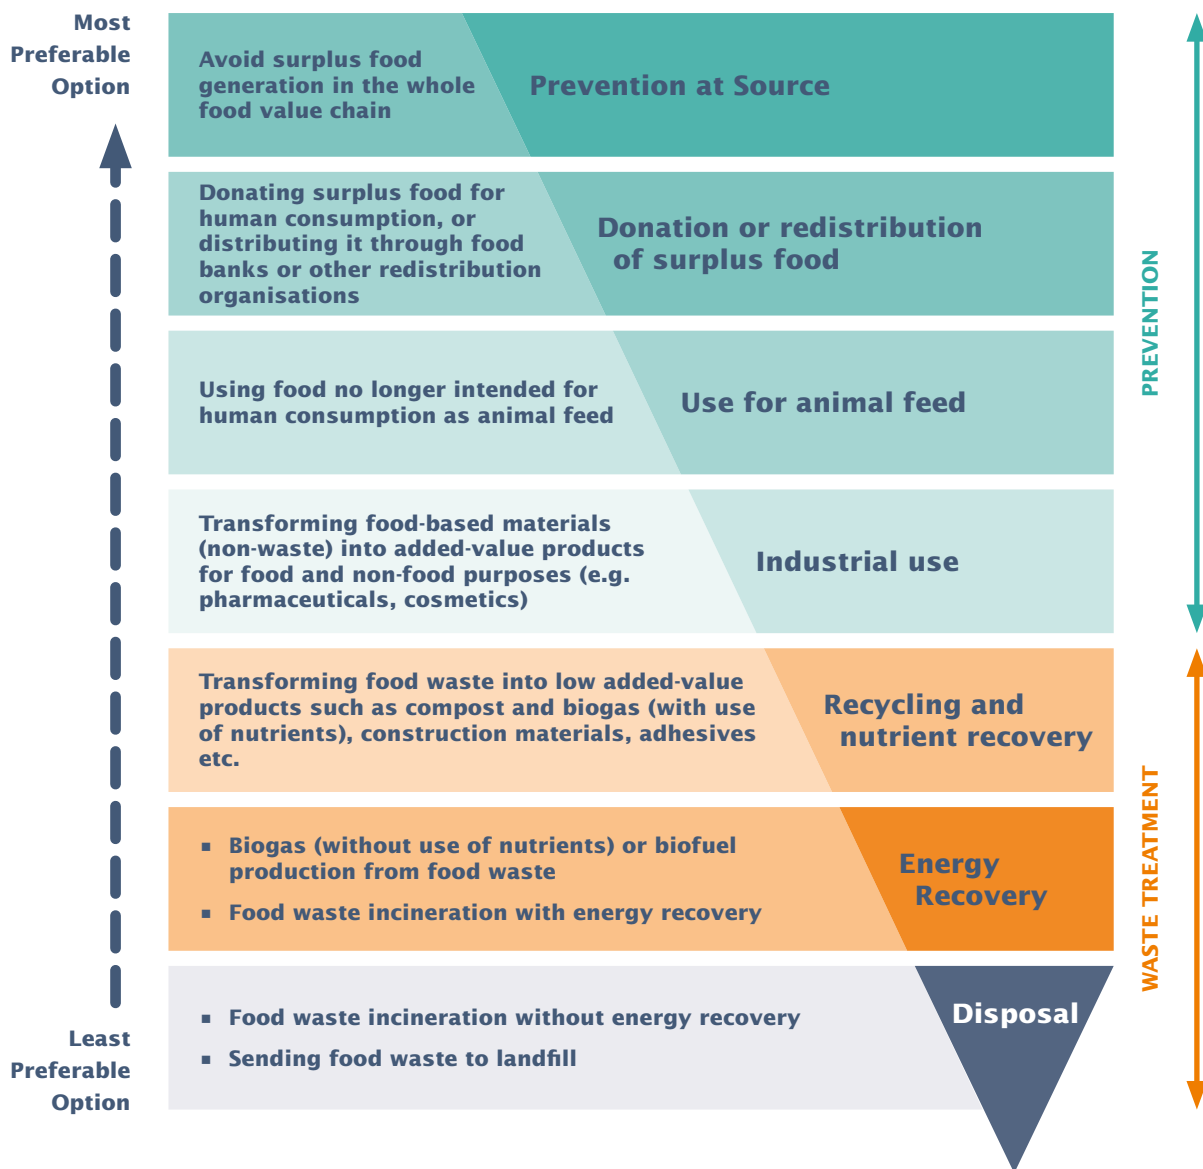 Most
Preferable
Option
Avoid surplus food
generation in the whole
food value chain
Prevention at Source
Donating surplus food for
human consumption, or
distributing it through food
banks or other redistribution
organisations
Donation or redistribution
of surplus food
Using food no longer intended for
human consumption as animal feed
Use for animal feed
Transforming food-based materials
(non-waste) into added-value products
for food and non-food purposes (e.g.
pharmaceuticals, cosmetics)
Industrial use
PREVENTION
Transforming food waste into low added-value
products such as compost and biogas (with use
of nutrients), construction materials, adhesives
etc.
Recycling and
nutrient recovery
▪ Biogas (without use of nutrients) or biofuel
production from food waste
▪ Food waste incineration with energy recovery
Energy
Recovery
▪ Food waste incineration without energy recovery
▪ Sending food waste to landfill
Disposal
WASTE TREATMENT
Least
Preferable
Option